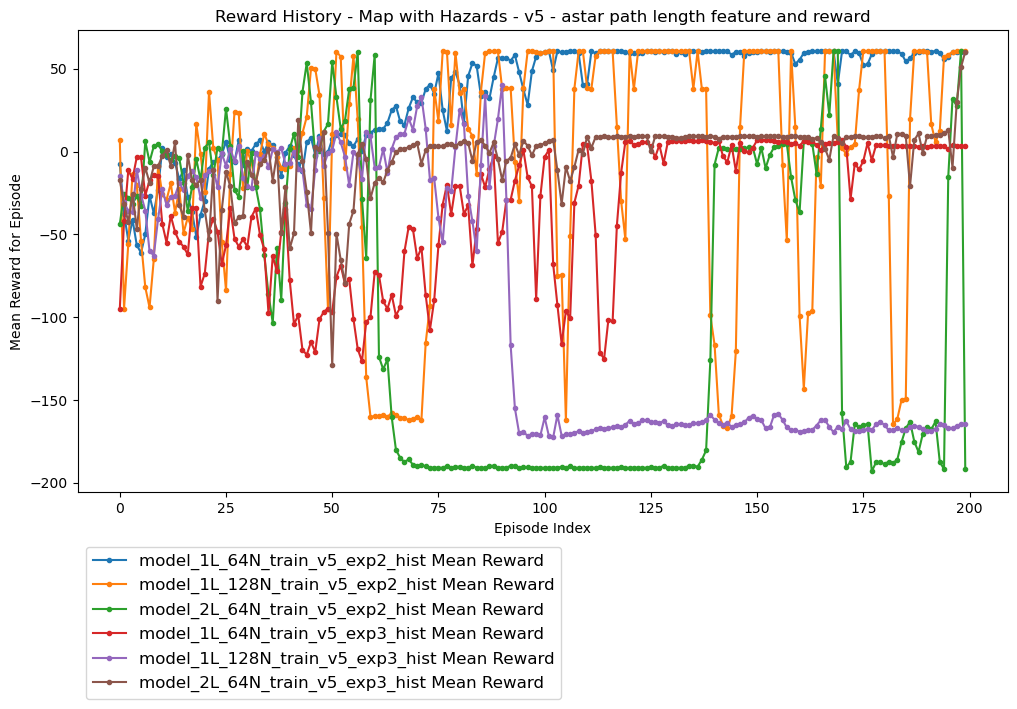 Reward History - Map with Hazards - v5 - astar path length feature and reward
Mean Reward for Episode
50
0
−50
−100
−150
−200
0 25 50 75 100 125 150 175 200
Episode Index
model_1L_64N_train_v5_exp2_hist Mean Reward
model_1L_128N_train_v5_exp2_hist Mean Reward
model_2L_64N_train_v5_exp2_hist Mean Reward
model_1L_64N_train_v5_exp3_hist Mean Reward
model_1L_128N_train_v5_exp3_hist Mean Reward
model_2L_64N_train_v5_exp3_hist Mean Reward